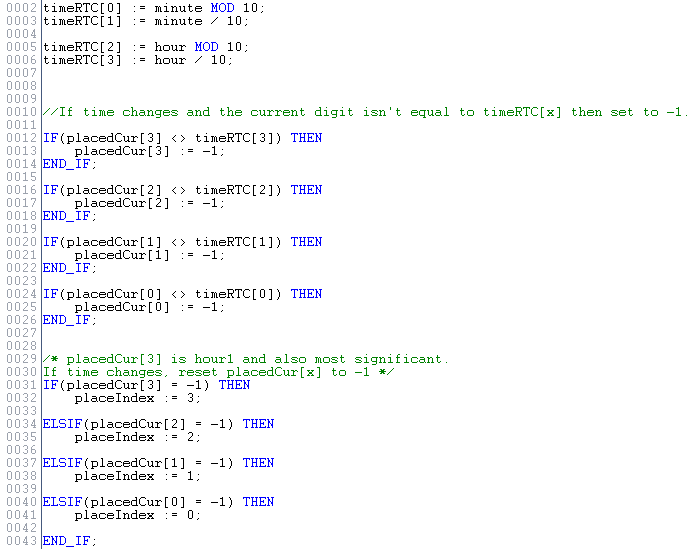 0002 timeRTC[0] := minute MOD 10;
0003 timeRTC[1] := minute / 10;
0004
0005 timeRTC[2] := hour MOD 10;
0006 timeRTC[3] := hour / 10;
0007
0008
0009
0010 //If time changes and the current digit isn't equal to timeRTC[x] then set to -1.
0011
0012 IF(placedCur[3] <> timeRTC[3]) THEN
0013     placedCur[3] := -1;
0014 END_IF;
0015
0016 IF(placedCur[2] <> timeRTC[2]) THEN
0017     placedCur[2] := -1;
0018 END_IF;
0019
0020 IF(placedCur[1] <> timeRTC[1]) THEN
0021     placedCur[1] := -1;
0022 END_IF;
0023
0024 IF(placedCur[0] <> timeRTC[0]) THEN
0025     placedCur[0] := -1;
0026 END_IF;
0027
0028
0029 /* placedCur[3] is hour1 and also most significant.
0030 If time changes, reset placedCur[x] to -1 */
0031 IF(placedCur[3] = -1) THEN
0032     placeIndex := 3;
0033
0034 ELSIF(placedCur[2] = -1) THEN
0035     placeIndex := 2;
0036
0037 ELSIF(placedCur[1] = -1) THEN
0038     placeIndex := 1;
0039
0040 ELSIF(placedCur[0] = -1) THEN
0041     placeIndex := 0;
0042
0043 END_IF;